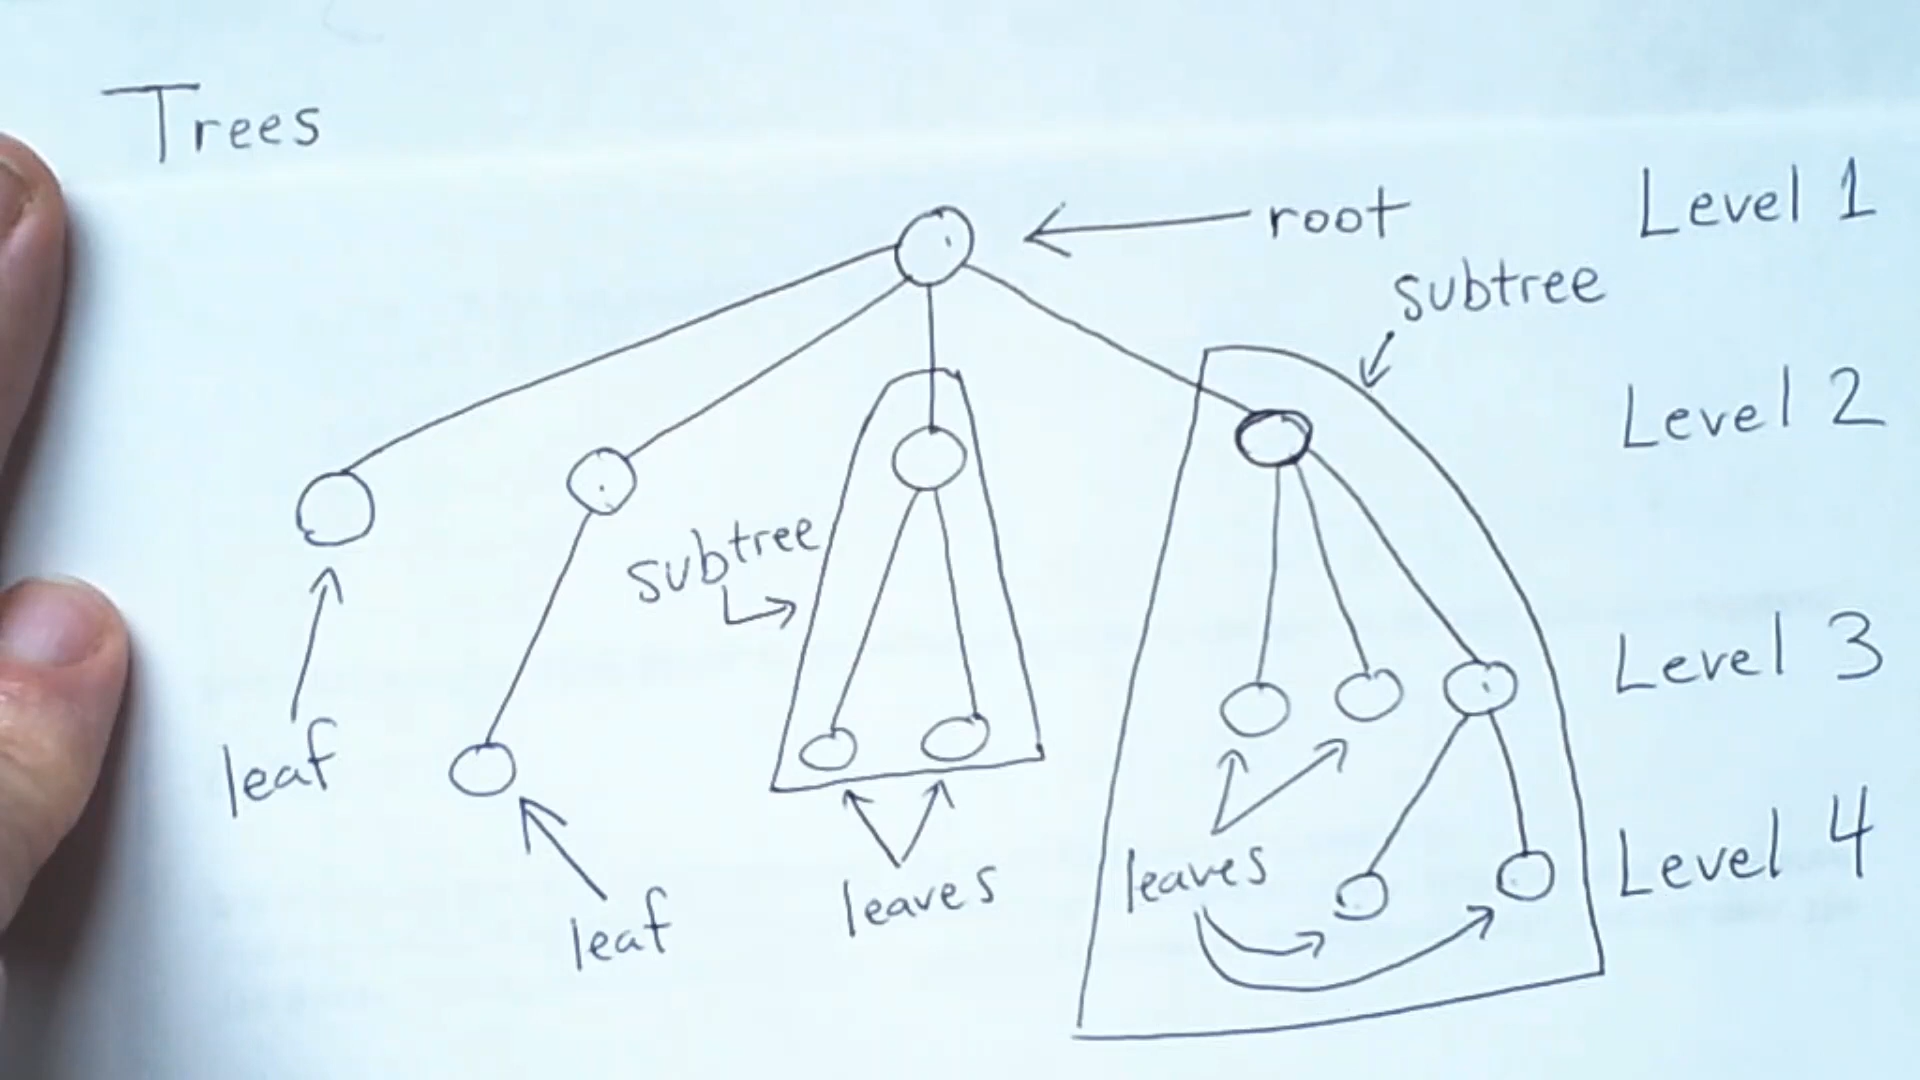 Trees
root
Level 1
subtree
Level 2
subtree
Level 3
leaf
leaf
leaves
leaves
Level 4